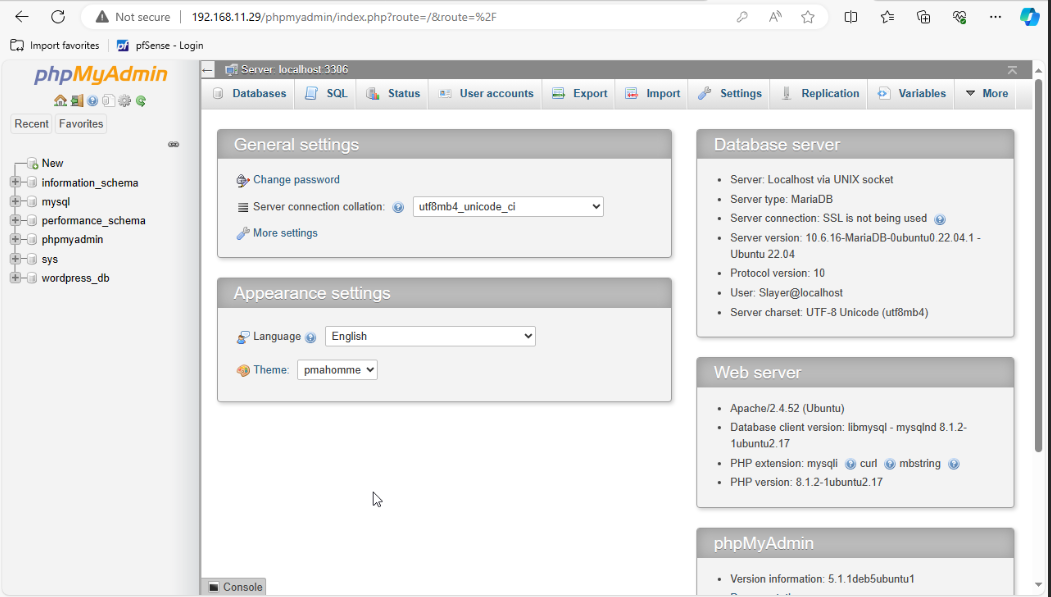 Not secure 192.168.11.29/phpmyadmin/index.php?route=/&route=%2F
Import favorites pfSense - Login
phpMyAdmin
Recent Favorites
New
information_schema
mysql
performance_schema
phpmyadmin
sys
wordpress_db
Server: localhost:3306
Databases SQL Status User accounts Export Import Settings Replication Variables More
General settings
Change password
Server connection collation: utf8mb4_unicode_ci
More settings
Appearance settings
Language English
Theme: pmahomme
Database server
Server: Localhost via UNIX socket
Server type: MariaDB
Server connection: SSL is not being used
Server version: 10.6.16-MariaDB-0ubuntu0.22.04.1 -
Ubuntu 22.04
Protocol version: 10
User: Slayer@localhost
Server charset: UTF-8 Unicode (utf8mb4)
Web server
Apache/2.4.52 (Ubuntu)
Database client version: libmysql - mysqlnd 8.1.2-
1ubuntu2.17
PHP extension: mysqli curl mbstring
PHP version: 8.1.2-1ubuntu2.17
phpMyAdmin
Version information: 5.1.1deb5ubuntu1
Console